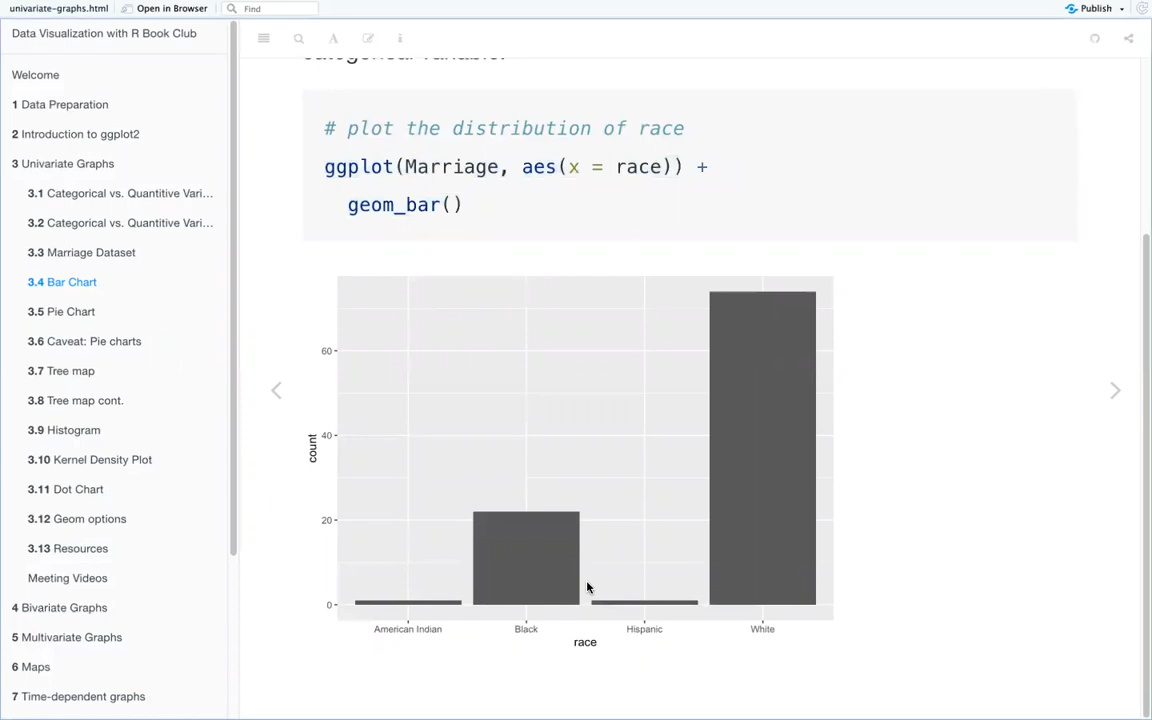 univariate-graphs.html
Open in Browser
Find
Publish
Data Visualization with R Book Club
Welcome
1 Data Preparation
2 Introduction to ggplot2
3 Univariate Graphs
3.1 Categorical vs. Quantitive Vari...
3.2 Categorical vs. Quantitive Vari...
3.3 Marriage Dataset
3.4 Bar Chart
3.5 Pie Chart
3.6 Caveat: Pie charts
3.7 Tree map
3.8 Tree map cont.
3.9 Histogram
3.10 Kernel Density Plot
3.11 Dot Chart
3.12 Geom options
3.13 Resources
Meeting Videos
4 Bivariate Graphs
5 Multivariate Graphs
6 Maps
7 Time-dependent graphs
# plot the distribution of race
ggplot(Marriage, aes(x = race)) +
geom_bar()
60
40
20
0
count
American Indian
Black
Hispanic
White
race